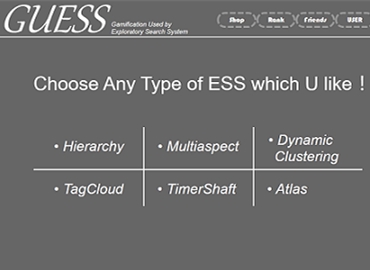 GUESS
Gamification Used by
Exploratory Search System
Shop Rank Friends USER
Choose Any Type of ESS which U like !
• Hierarchy • Multiaspect • Dynamic
Clustering
• TagCloud • TimerShaft • Atlas